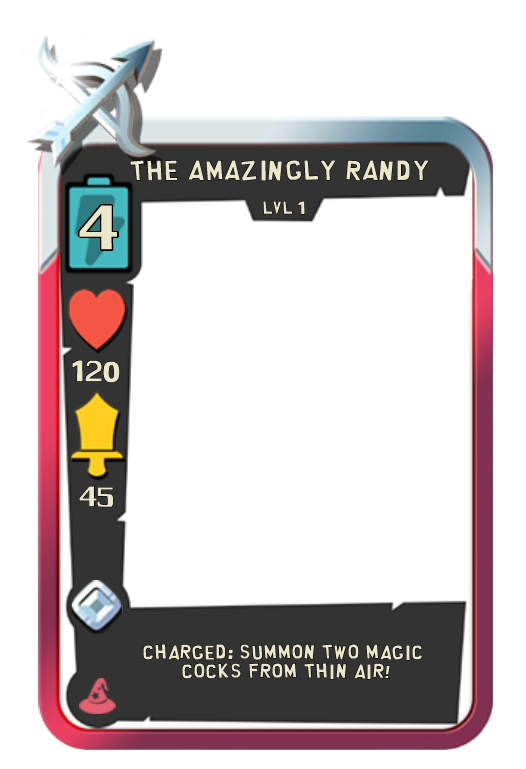 THE AMAZINGLY RANDY
LVL 1
4
120
45
CHARGED: SUMMON TWO MAGIC
COCKS FROM THIN AIR!